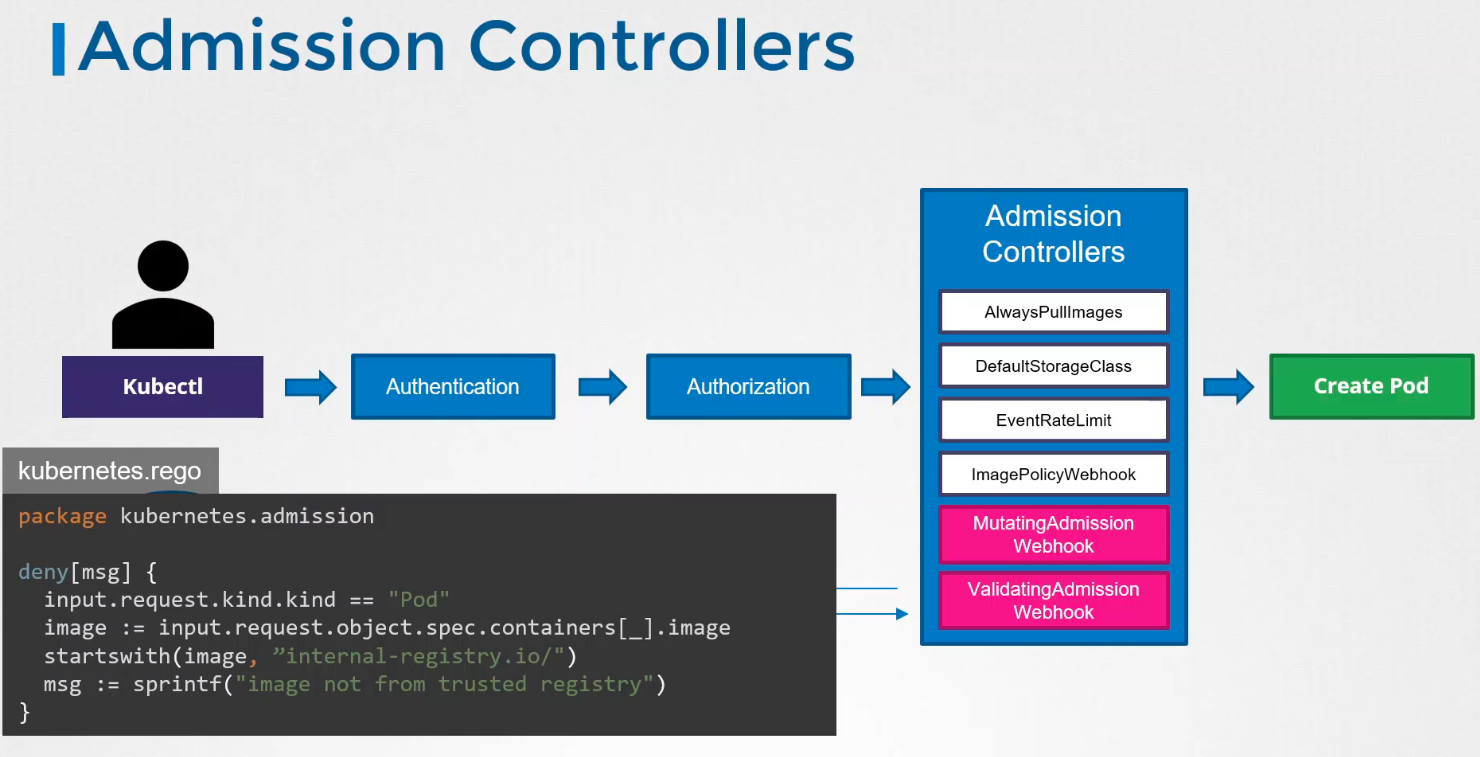 Admission Controllers
Kubectl
Authentication
Authorization
Admission
Controllers
AlwaysPullImages
DefaultStorageClass
EventRateLimit
ImagePolicyWebhook
MutatingAdmission
Webhook
ValidatingAdmission
Webhook
Create Pod
kubernetes.rego
package kubernetes.admission
deny[msg] {
  input.request.kind.kind == "Pod"
  image := input.request.object.spec.containers[_].image
  startswith(image, ”internal-registry.io/")
  msg := sprintf("image not from trusted registry")
}